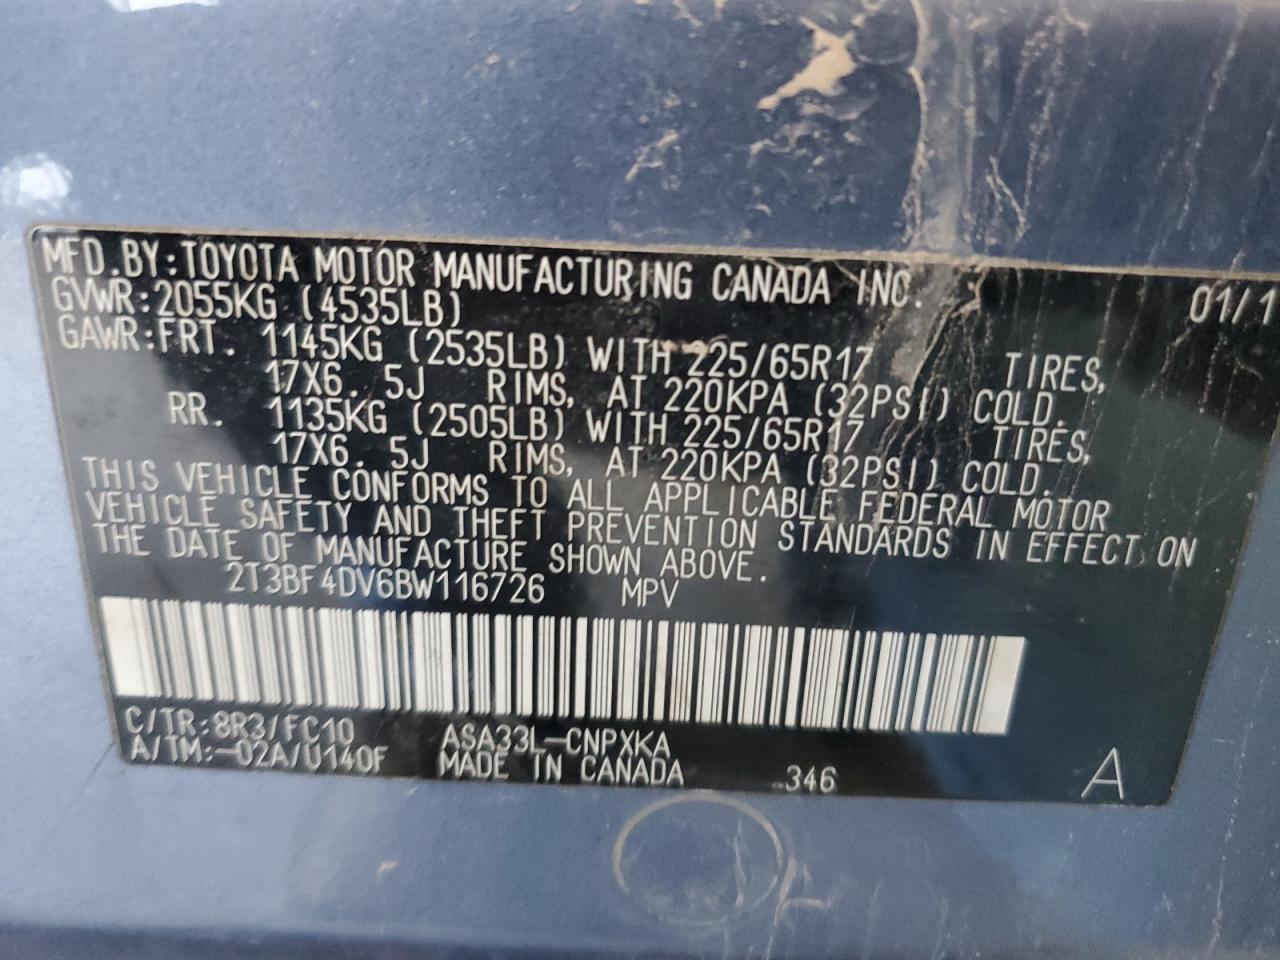 MFD.BY:TOYOTA MOTOR MANUFACTURING CANADA INC. 01/1
GVWR:2055KG (4535LB)
GAWR:FRT. 1145KG (2535LB) WITH 225/65R17 TIRES,
17X6.5J RIMS, AT 220KPA (32PSI) COLD.
RR. 1135KG (2505LB) WITH 225/65R17 TIRES,
17X6.5J RIMS, AT 220KPA (32PSI) COLD.
THIS VEHICLE CONFORMS TO ALL APPLICABLE FEDERAL MOTOR
VEHICLE SAFETY AND THEFT PREVENTION STANDARDS IN EFFECT ON
THE DATE OF MANUFACTURE SHOWN ABOVE.
2T3BF4DV6BW116726 MPV
C/TR:8R3/FC10 ASA33L-CNPXKA
A/TM:-02A/U140F MADE IN CANADA .346 A